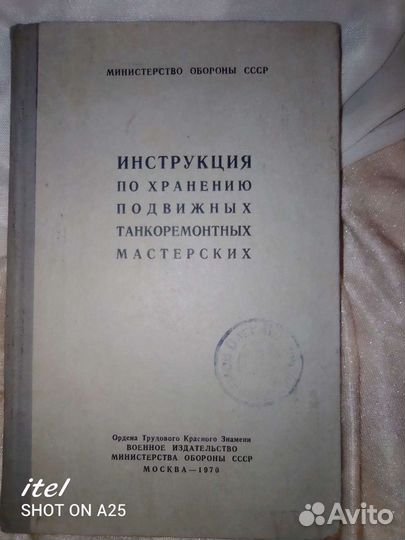 МИНИСТЕРСТВО ОБОРОНЫ СССР
ИНСТРУКЦИЯ
ПО ХРАНЕНИЮ
ПОДВИЖНЫХ
ТАНКОРЕМОНТНЫХ
МАСТЕРСКИХ
Ордена Трудового Красного Знамени
ВОЕННОЕ ИЗДАТЕЛЬСТВО
МИНИСТЕРСТВА ОБОРОНЫ СССР
МОСКВА—1970
itel
SHOT ON A25
Avito